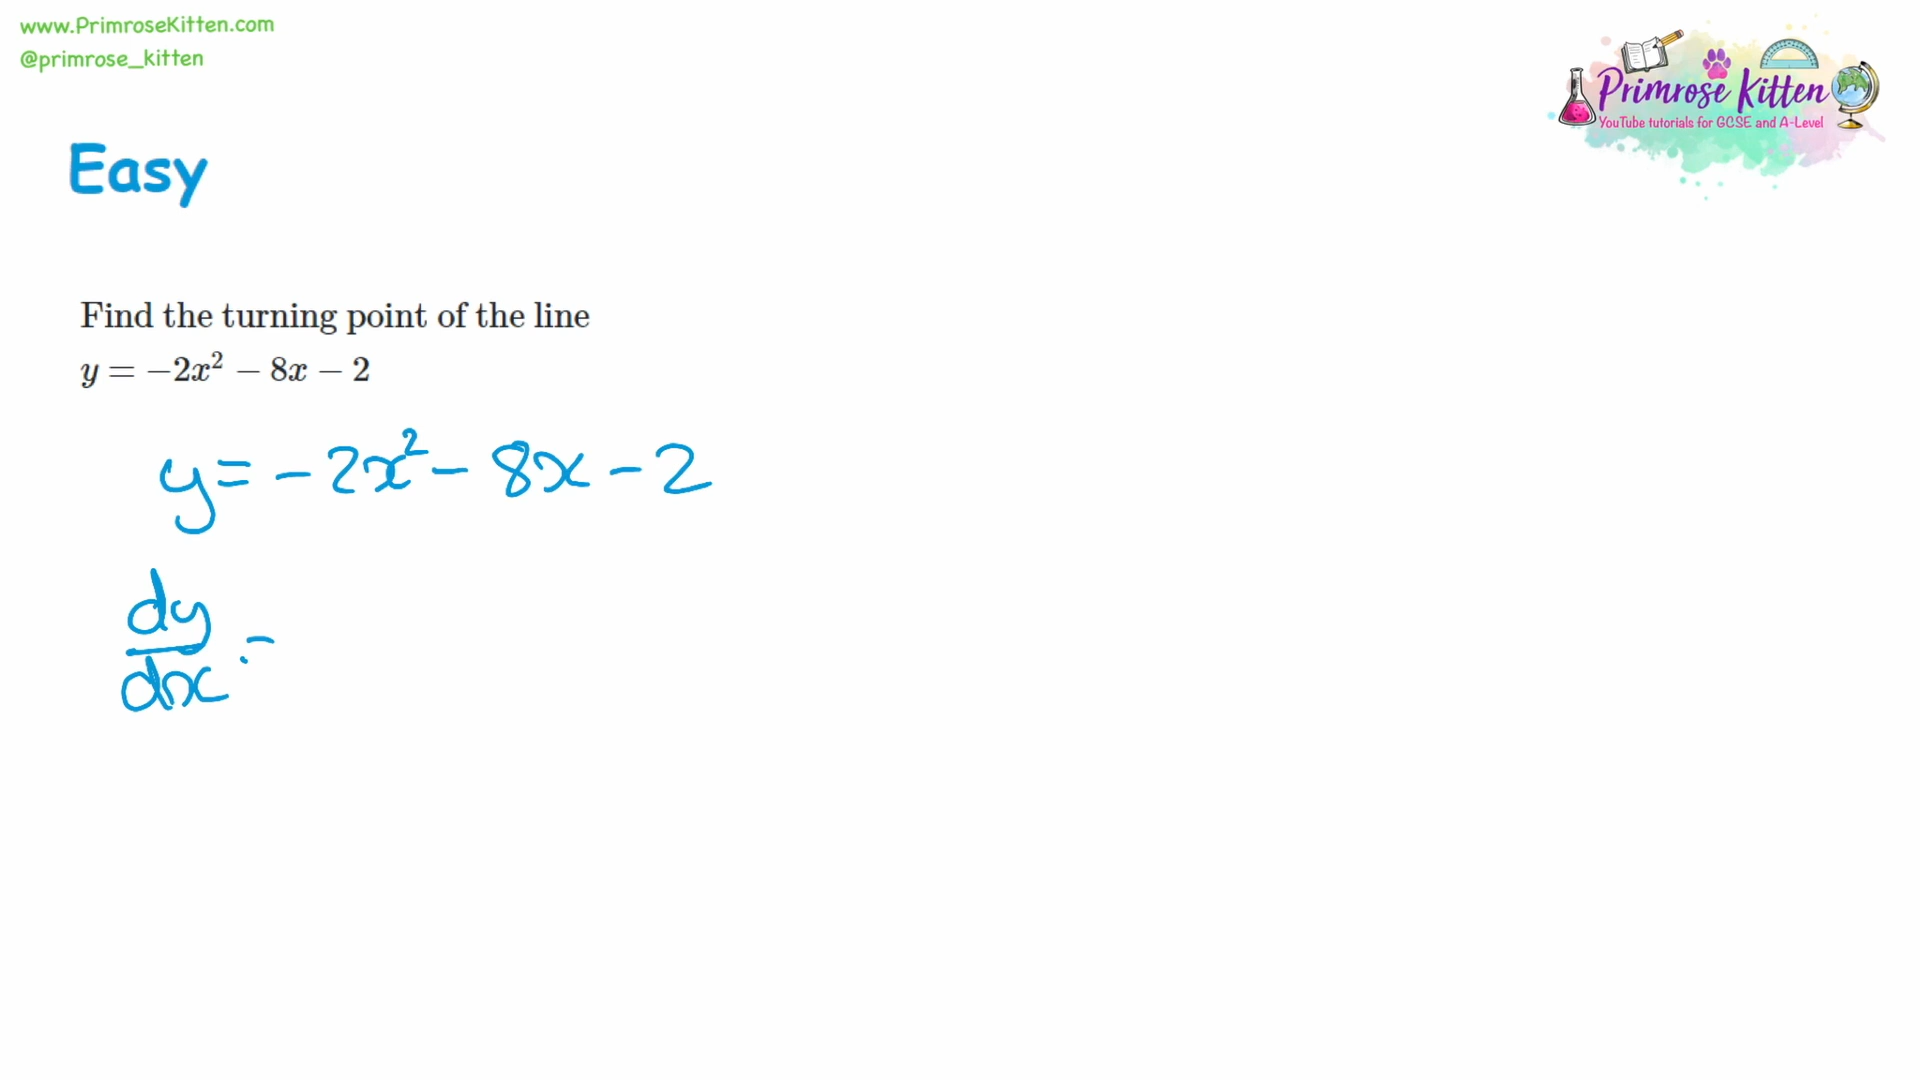 www.PrimroseKitten.com
@primrose_kitten
Primrose Kitten
YouTube tutorials for GCSE and A-Level
Easy
Find the turning point of the line
y = −2x² − 8x − 2
y = − 2x² − 8x − 2
dy/dx =